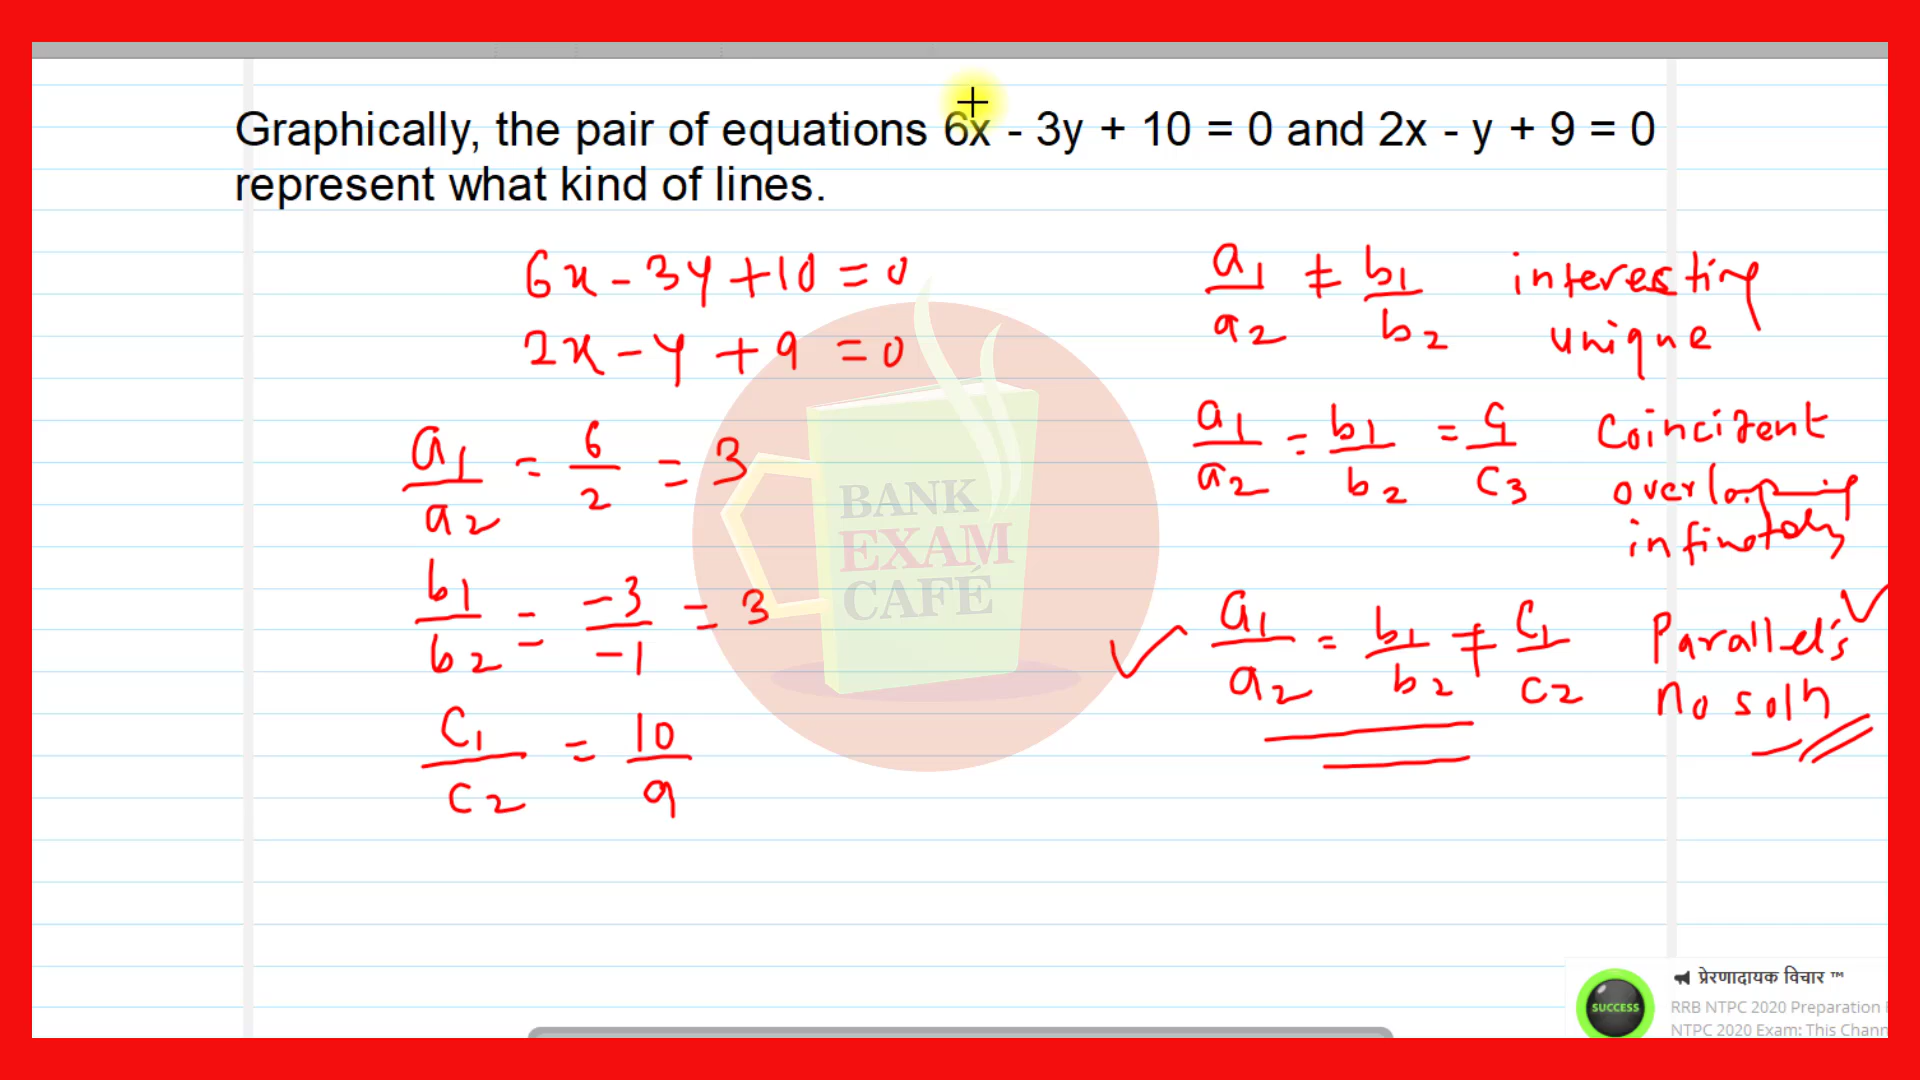 Graphically, the pair of equations 6x - 3y + 10 = 0 and 2x - y + 9 = 0
represent what kind of lines.
6x - 3y + 10 = 0
2x - y + 9 = 0
a1/a2 = 6/2 = 3
b1/b2 = -3/-1 = 3
c1/c2 = 10/9
a1/a2 ≠ b1/b2 interesting
unique
a1/a2 = b1/b2 = c1/c3 Coincident
overlapping
a1/a2 = b1/b2 ≠ c1/c2 Parallel's
no soln
BANK
EXAM
CAFÉ
SUCCESS
प्रेरणादायक विचार ™
RRB NTPC 2020 Preparation
NTPC 2020 Exam: This Chann